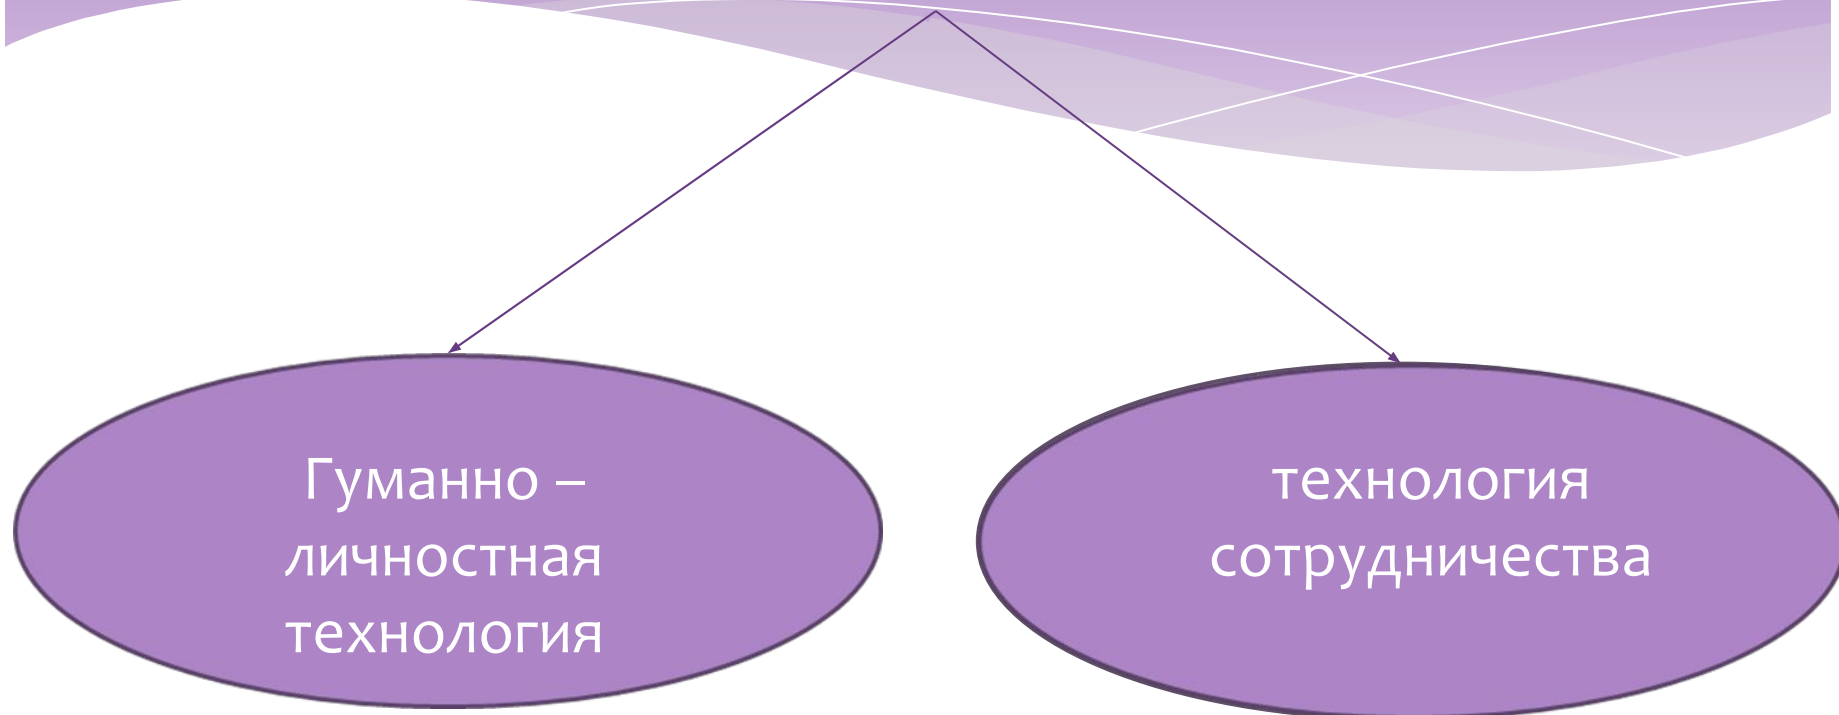 Гуманно –
личностная
технология
технология
сотрудничества